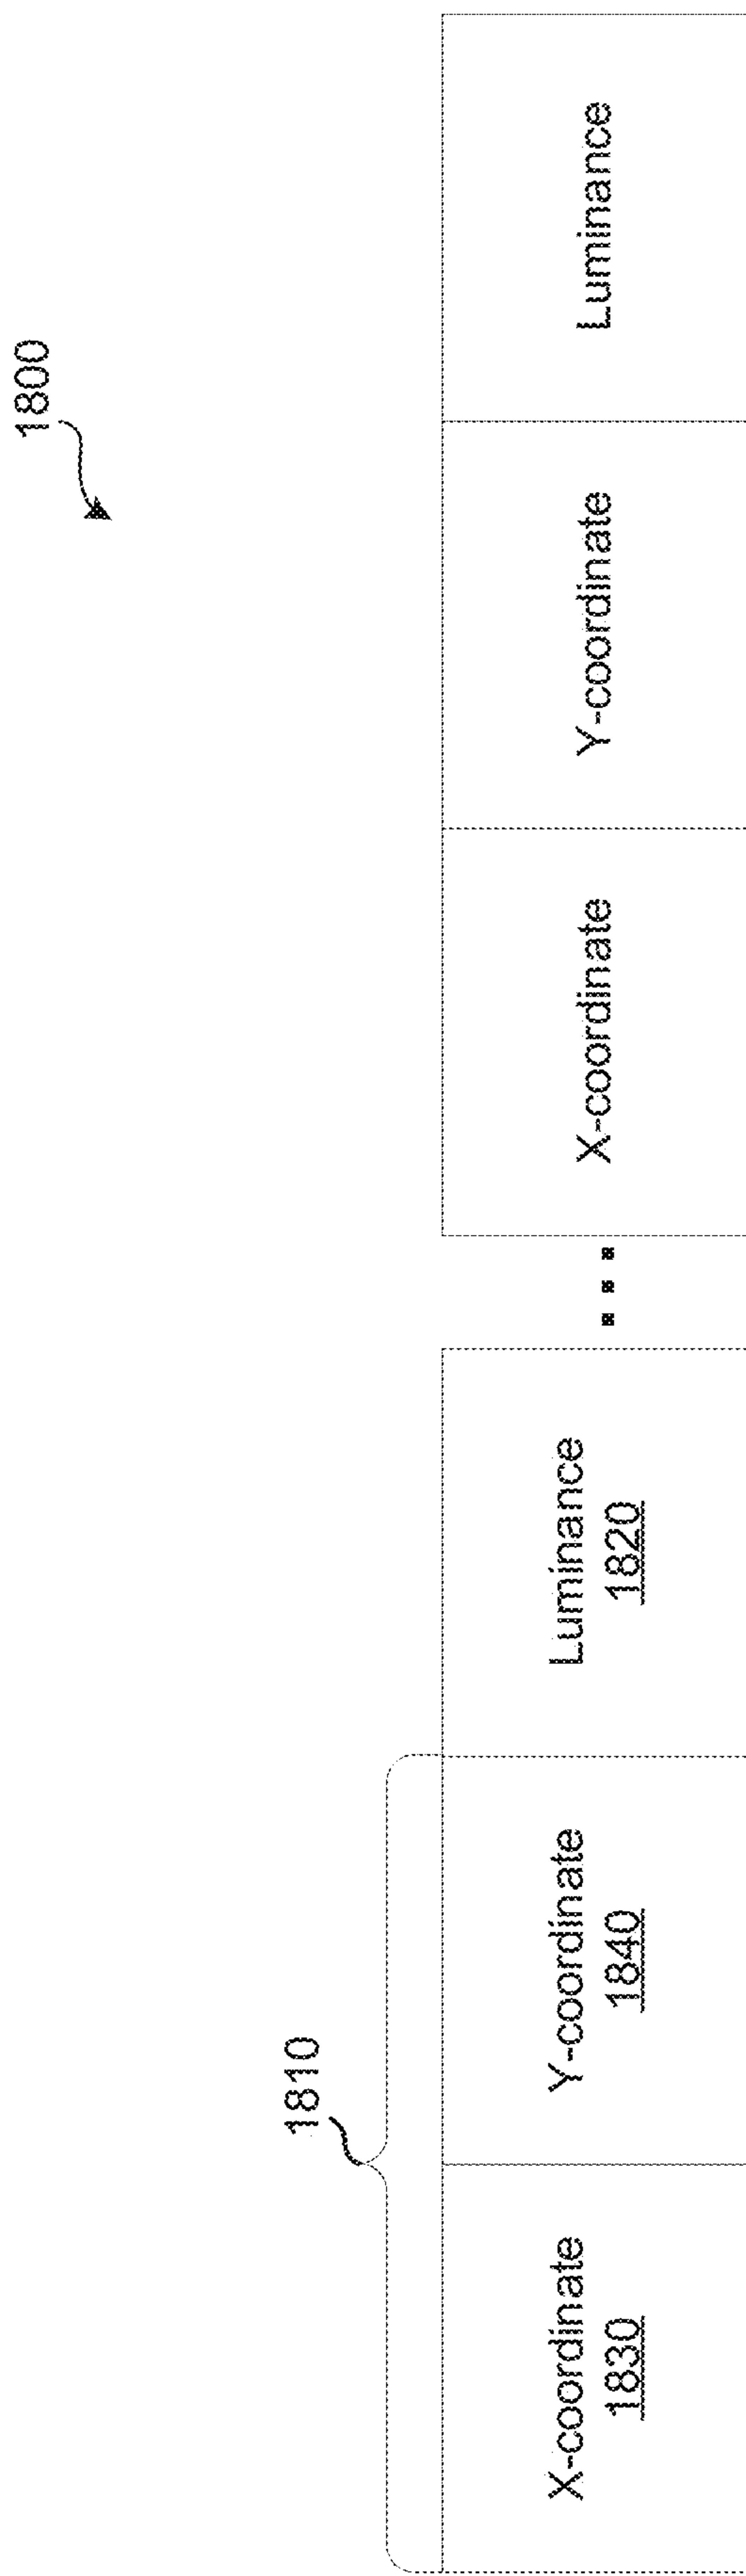 1800
1810
X-coordinate
1830
Y-coordinate
1840
Luminance
1820
X-coordinate
Y-coordinate
Luminance